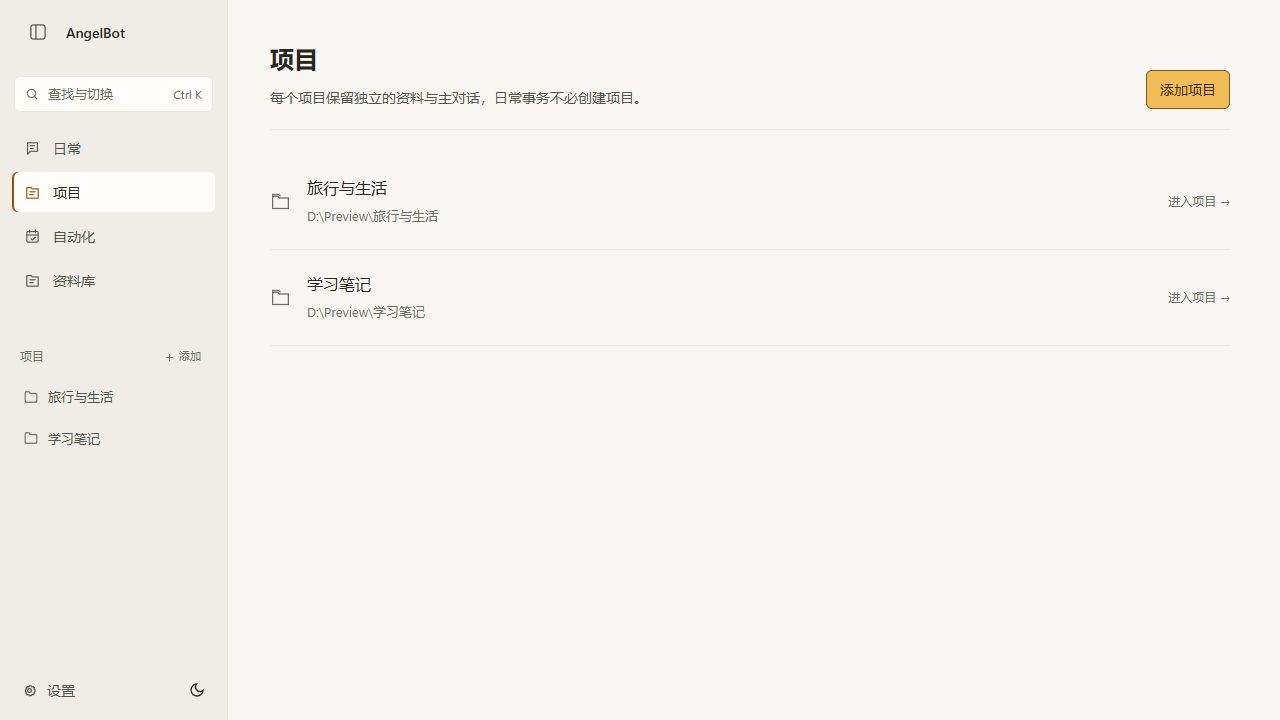 AngelBot
查找与切换 Ctrl K
日常
项目
自动化
资料库
项目 + 添加
旅行与生活
学习笔记
设置
项目
每个项目保留独立的资料与主对话，日常事务不必创建项目。
添加项目
旅行与生活
D:\Preview\旅行与生活
进入项目 →
学习笔记
D:\Preview\学习笔记
进入项目 →